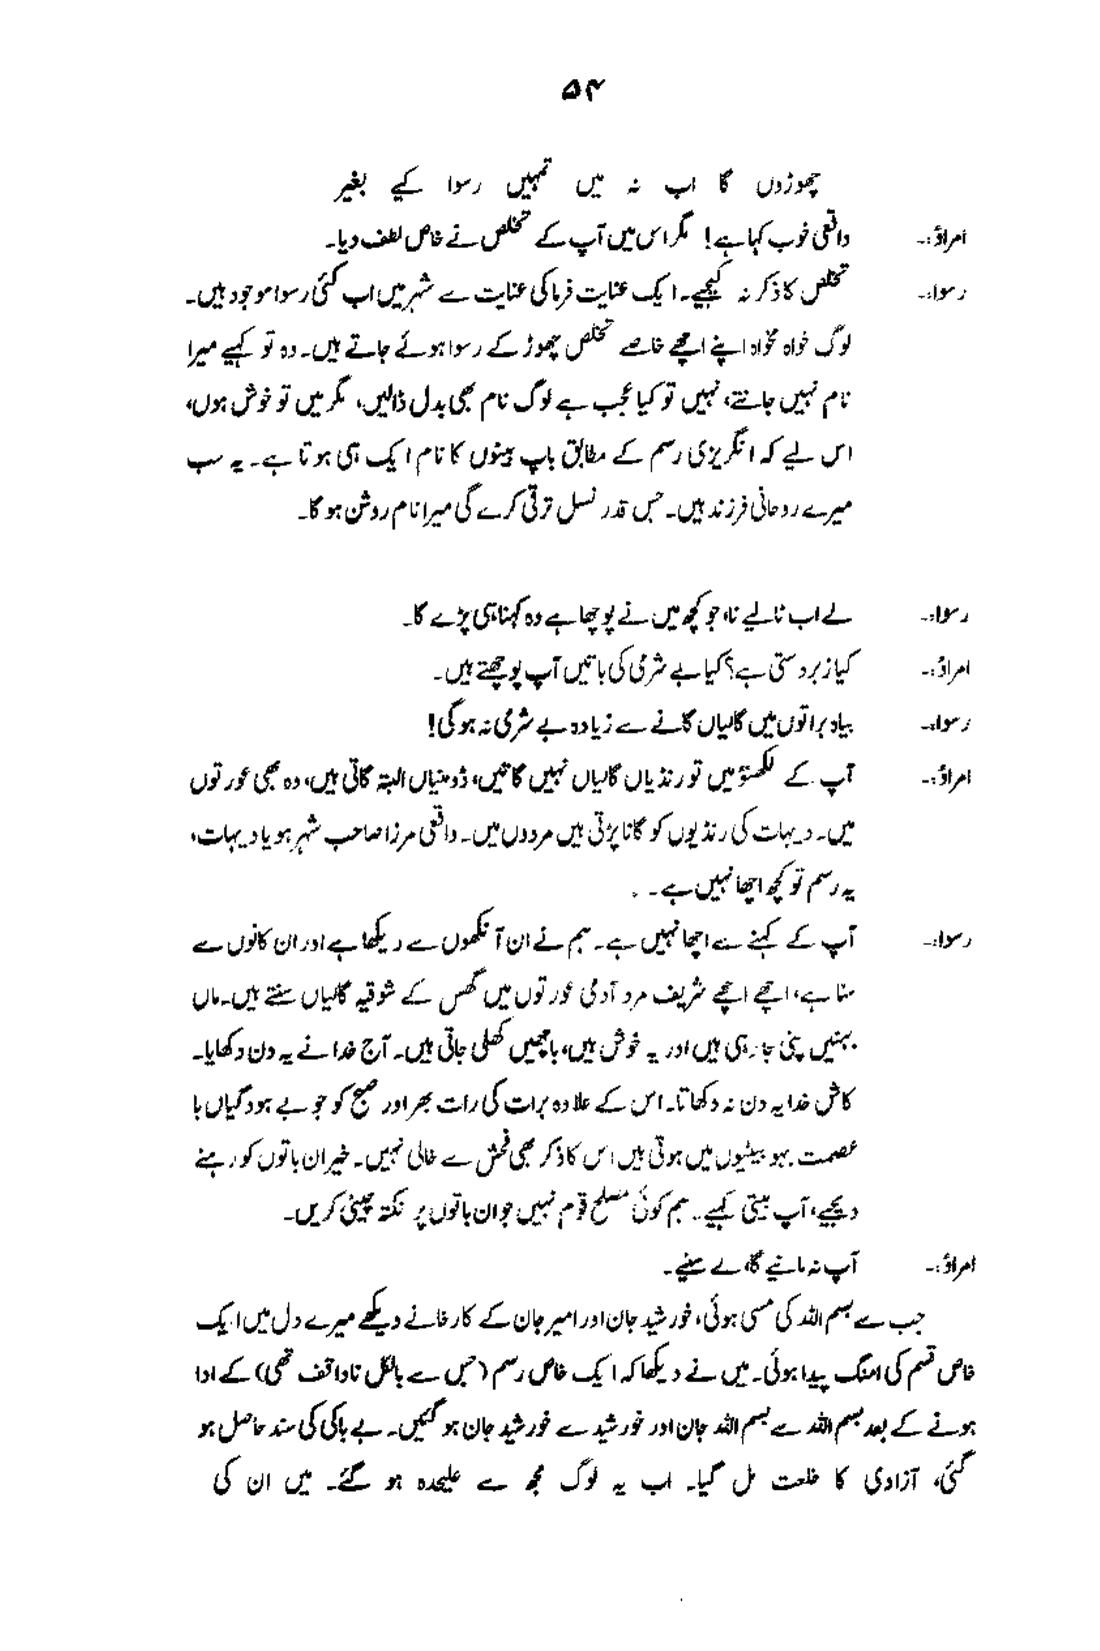 ۵۴
چھوڑوں گا اب نہ میں تمہیں رسوا کیے بغیر
امراؤ:۔ واقعی خوب کہا ہے! مگر اس میں آپ کے تخلص نے خاص لطف دیا۔
رسوا:۔ تخلص کا ذکر نہ کیجیے۔ ایک عنایت فرما کی عنایت سے شہر میں اب کئی رسوا موجود ہیں۔
لوگ خواہ مخواہ اپنے اچھے خاصے تخلص چھوڑ کے رسوا ہوئے جاتے ہیں۔ وہ تو کہیے میرا
نام نہیں جانتے، نہیں تو کیا عجب ہے لوگ نام بھی بدل ڈالیں، مگر میں تو خوش ہوں،
اس لیے کہ انگریزی رسم کے مطابق باپ بیٹوں کا نام ایک ہی ہوتا ہے۔ یہ سب
میرے روحانی فرزند ہیں۔ جس قدر نسل ترقی کرے گی میرا نام روشن ہو گا۔
رسوا:۔ لے اب ٹالیے نا، جو کچھ میں نے پوچھا ہے وہ کہنا ہی پڑے گا۔
امراؤ:۔ کیا زبردستی ہے؟ کیا بے شرمی کی باتیں آپ پوچھتے ہیں۔
رسوا:۔ بیاہ براتوں میں گالیاں گانے سے زیادہ بے شرمی نہ ہو گی!
امراؤ:۔ آپ کے لکھنؤ میں تو رنڈیاں گالیاں نہیں گاتیں، ڈومنیاں البتہ گاتی ہیں، وہ بھی عورتوں
میں۔ دیہات کی رنڈیوں کو گانا پڑتی ہیں مردوں میں۔ واقعی مرزا صاحب شہر ہو یا دیہات،
یہ رسم تو کچھ اچھا نہیں ہے۔
رسوا:۔ آپ کے کہنے سے اچھا نہیں ہے۔ ہم نے ان آنکھوں سے دیکھا ہے اور ان کانوں سے
سنا ہے، اچھے اچھے شریف مرد آدمی عورتوں میں گھس کے شوقیہ گالیاں سنتے ہیں۔ ماں
بہنیں پنی جا رہی ہیں اور یہ خوش ہیں، باچھیں کھلی جاتی ہیں۔ آج خدا نے یہ دن دکھایا۔
کاش خدا یہ دن نہ دکھاتا۔ اس کے علاوہ برات کی رات بھر اور صبح کو جو بے ہودگیاں با
عصمت بہو بیٹیوں میں ہوتی ہیں اس کا ذکر بھی فحش سے خالی نہیں۔ خیر ان باتوں کو رہنے
دیجیے، آپ بیتی کہیے۔ ہم کوئی مصلح قوم نہیں جو ان باتوں پر نکتہ چینی کریں۔
امراؤ:۔ آپ نہ مانیے گا، لے سنیے۔
جب سے بسم اللہ کی مسی ہوئی، خورشید جان اور امیر جان کے کارخانے دیکھے میرے دل میں ایک
خاص قسم کی امنگ پیدا ہوئی۔ میں نے دیکھا کہ ایک خاص رسم (جس سے بالکل ناواقف تھی) کے ادا
ہونے کے بعد بسم اللہ سے بسم اللہ جان اور خورشید سے خورشید جان ہو گئیں۔ بے باکی کی سند حاصل ہو
گئی، آزادی کا خلعت مل گیا۔ اب یہ لوگ مجھ سے علیحدہ ہو گئے۔ میں ان کی